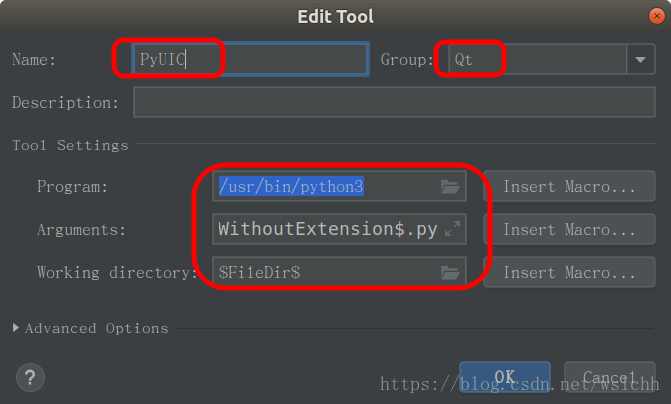 Edit Tool
Name: PyUIC Group: Qt
Description:
Tool Settings
Program: /usr/bin/python3 Insert Macro...
Arguments: WithoutExtension$.py Insert Macro...
Working directory: $FileDir$ Insert Macro...
Advanced Options
? OK Cancel
https://blog.csdn.net/wsichh